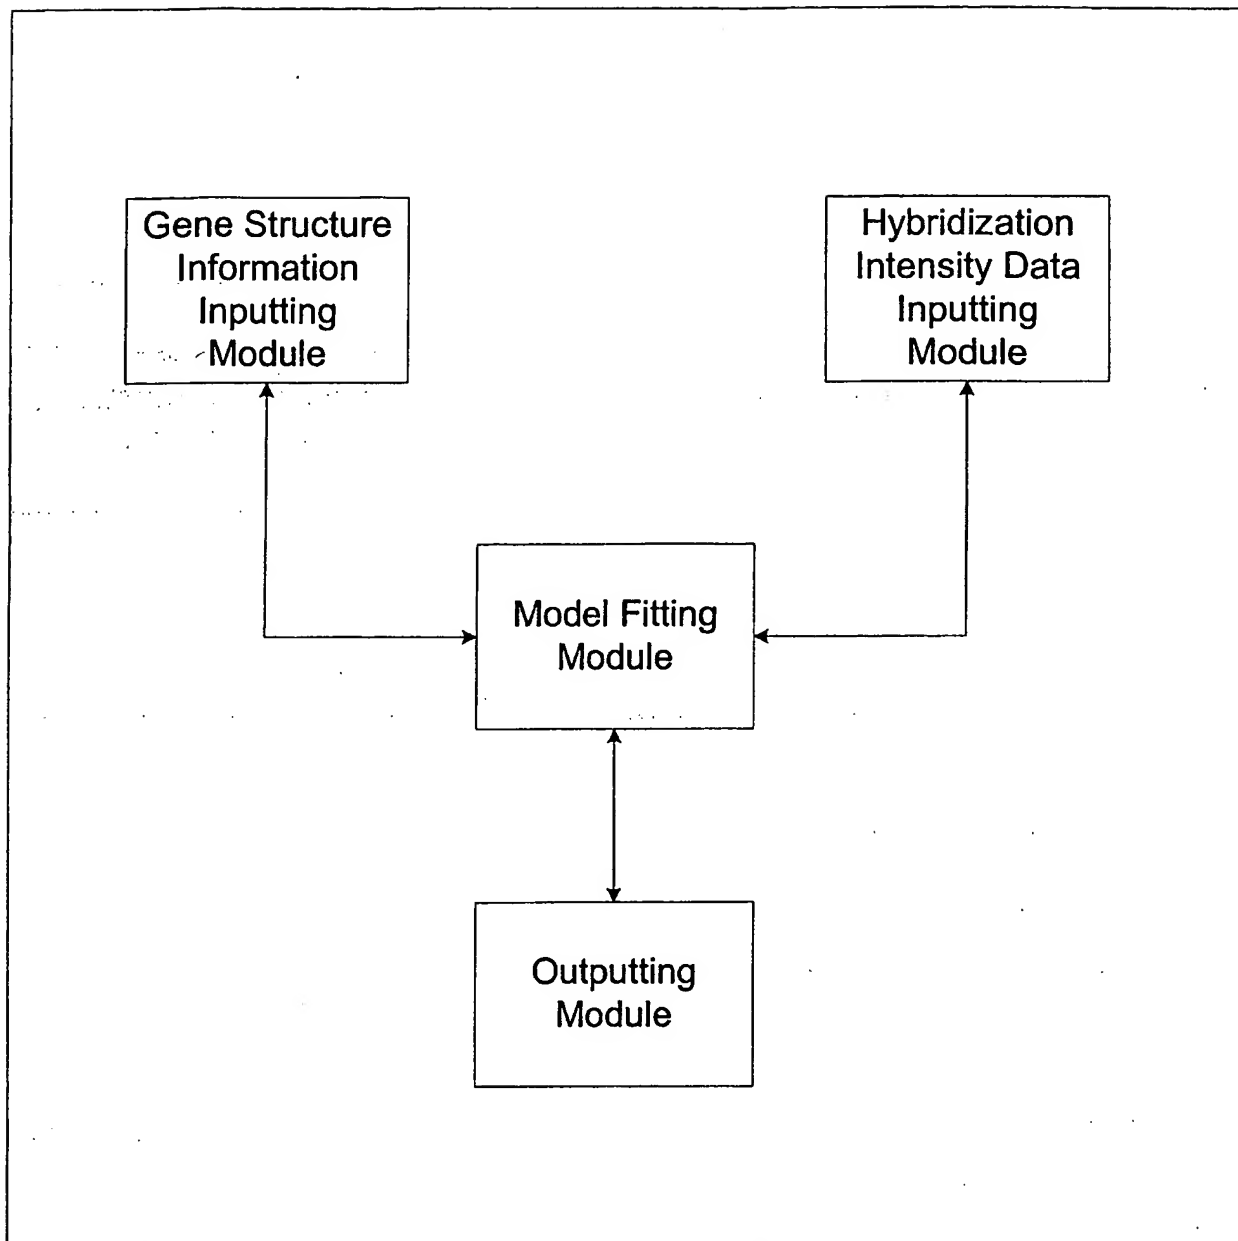 Gene Structure
Information
Inputting
Module
Hybridization
Intensity Data
Inputting
Module
Model Fitting
Module
Outputting
Module